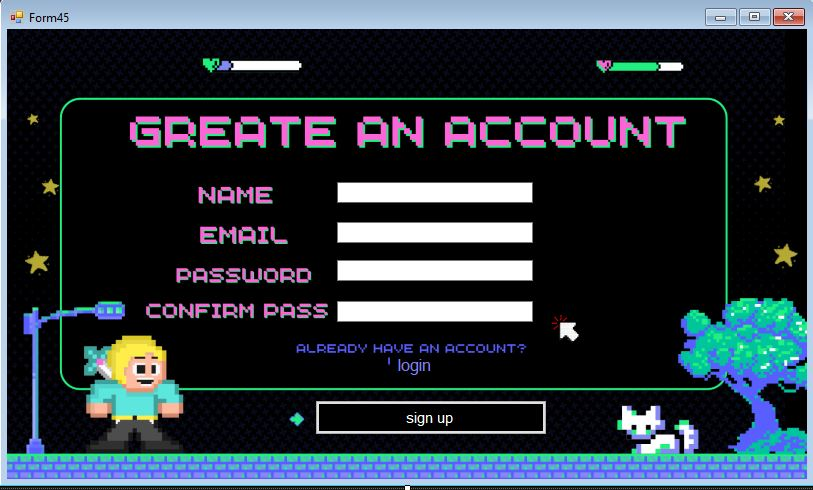 Form45
GREATE AN ACCOUNT
NAME
EMAIL
PASSWORD
CONFIRM PASS
ALREADY HAVE AN ACCOUNT?
login
sign up